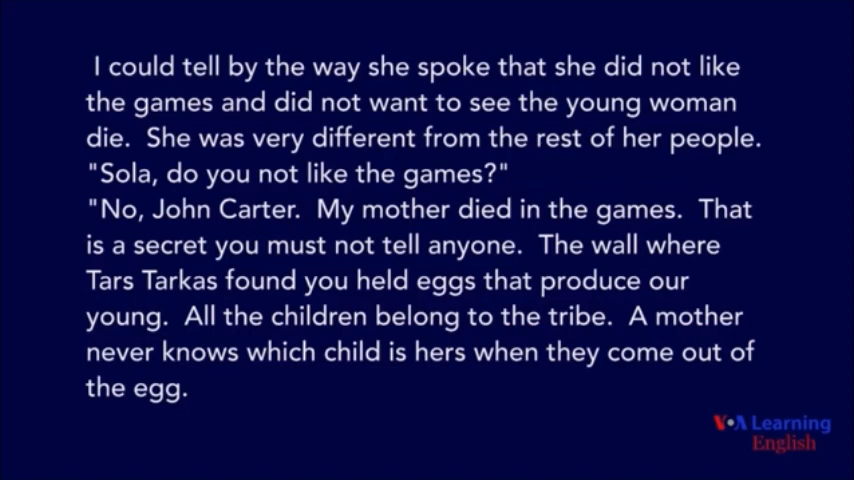 I could tell by the way she spoke that she did not like
the games and did not want to see the young woman
die.  She was very different from the rest of her people.
"Sola, do you not like the games?"
"No, John Carter.  My mother died in the games.  That
is a secret you must not tell anyone.  The wall where
Tars Tarkas found you held eggs that produce our
young.  All the children belong to the tribe.  A mother
never knows which child is hers when they come out of
the egg.
VOA Learning
English